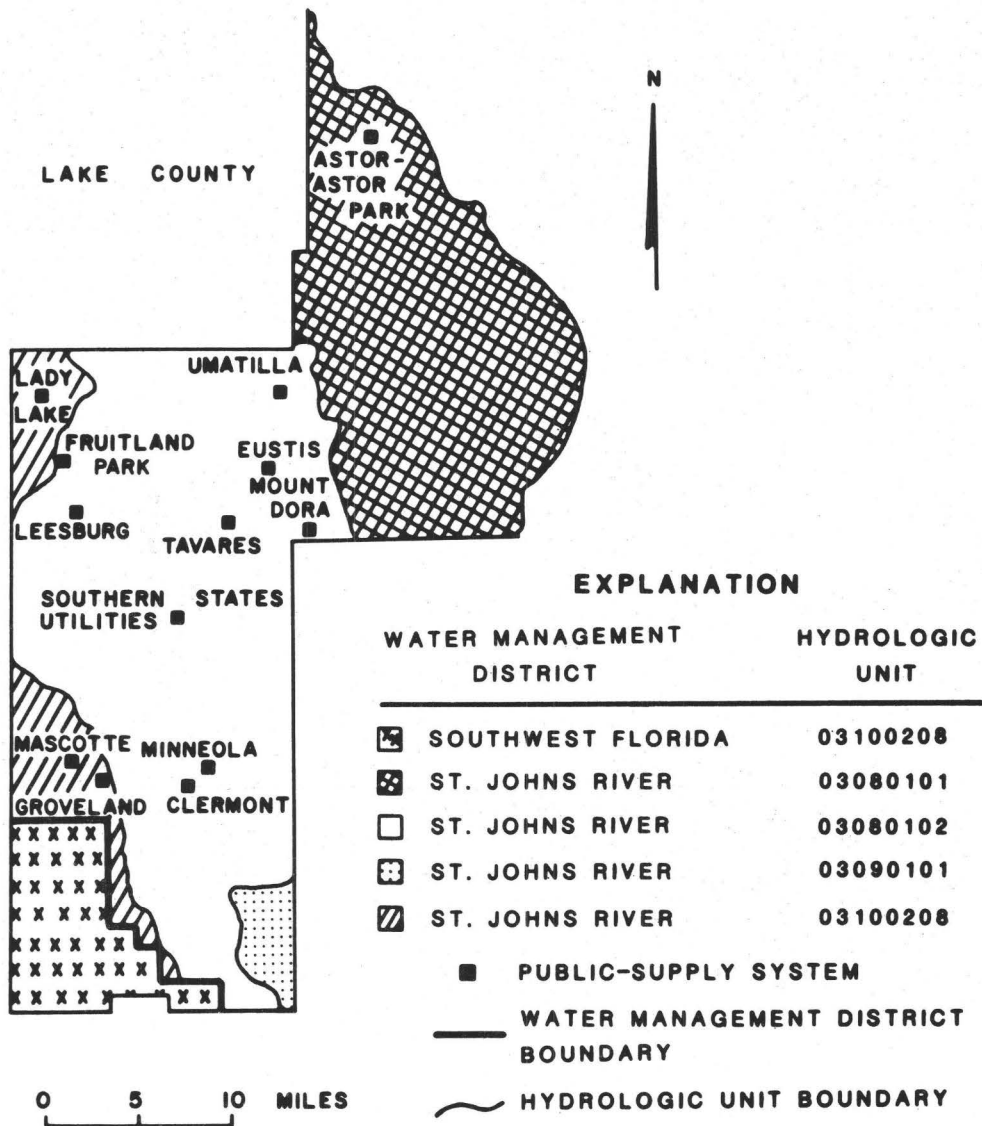 N
LAKE COUNTY
ASTOR-
ASTOR
PARK
UMATILLA
LADY
LAKE
FRUITLAND
PARK
EUSTIS
MOUNT
DORA
LEESBURG
TAVARES
SOUTHERN STATES
UTILITIES
MASCOTTE
MINNEOLA
GROVELAND
CLERMONT
EXPLANATION
WATER MANAGEMENT
DISTRICT
HYDROLOGIC
UNIT
SOUTHWEST FLORIDA 03100208
ST. JOHNS RIVER 03080101
ST. JOHNS RIVER 03080102
ST. JOHNS RIVER 03090101
ST. JOHNS RIVER 03100208
PUBLIC-SUPPLY SYSTEM
WATER MANAGEMENT DISTRICT
BOUNDARY
HYDROLOGIC UNIT BOUNDARY
0 5 10 MILES